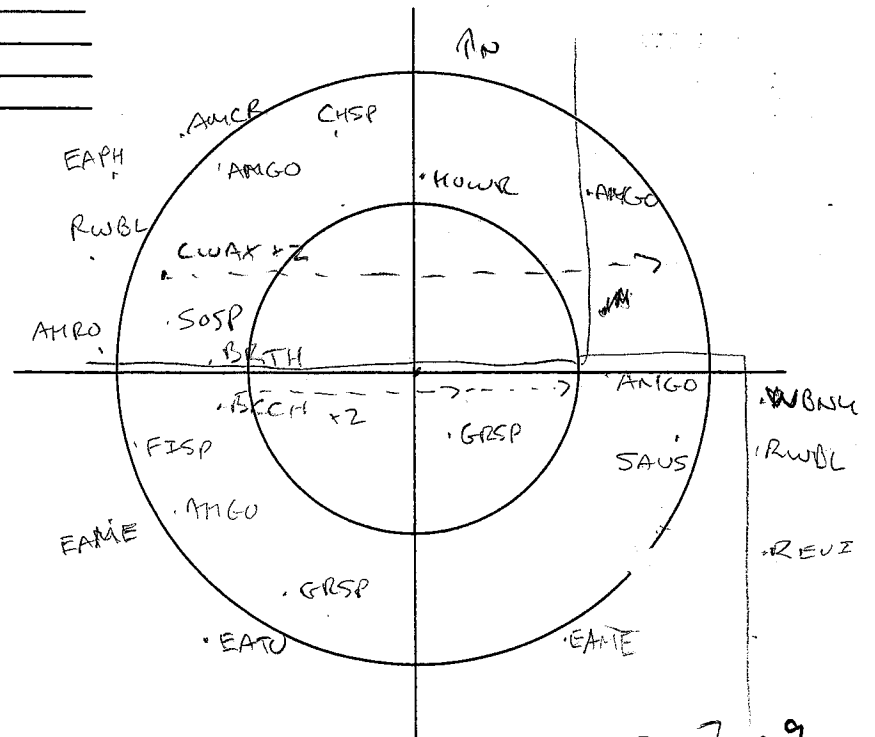 N
AMCR
CHSP
EAPH
AMGO
HOWR
AMGO
RWBL
CWAX +2
SOSP
AMRO
BRTH
AMGO
BCCH +2
WBNU
GRSP
FISP
SAVS
RWBL
AMGO
EAME
REVI
GRSP
EATO
EAME